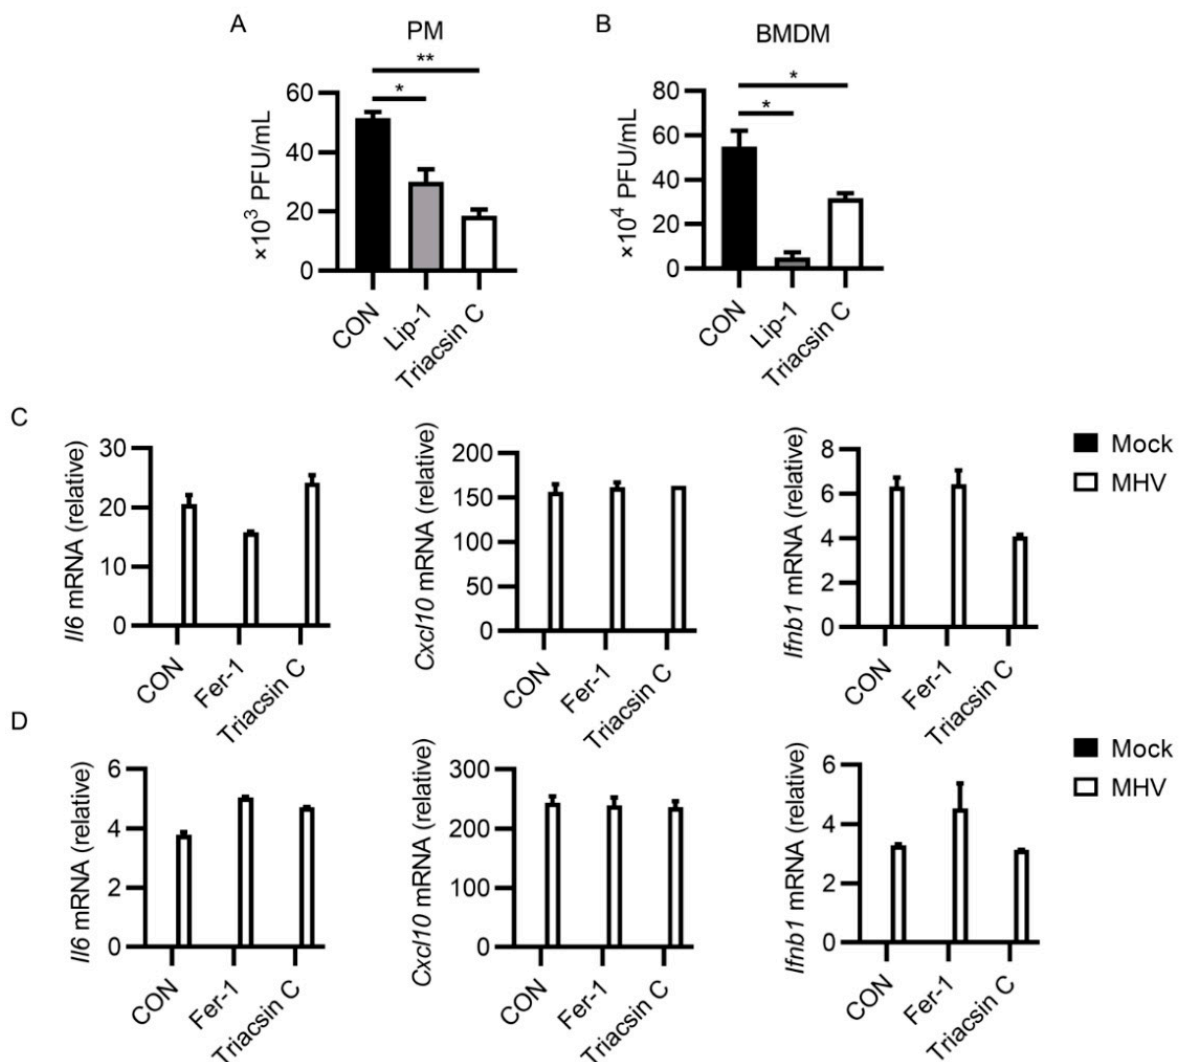 A
PM
**
*
60
40
20
0
×10³ PFU/mL
CON
Lip-1
Triacsin C
B
BMDM
*
*
80
60
40
20
0
×10⁴ PFU/mL
CON
Lip-1
Triacsin C
C
Il6 mRNA (relative)
30
20
10
0
CON
Fer-1
Triacsin C
Cxcl10 mRNA (relative)
200
150
100
50
0
CON
Fer-1
Triacsin C
Ifnb1 mRNA (relative)
8
6
4
2
0
CON
Fer-1
Triacsin C
Mock
MHV
D
Il6 mRNA (relative)
6
4
2
0
CON
Fer-1
Triacsin C
Cxcl10 mRNA (relative)
300
200
100
0
CON
Fer-1
Triacsin C
Ifnb1 mRNA (relative)
6
4
2
0
CON
Fer-1
Triacsin C
Mock
MHV